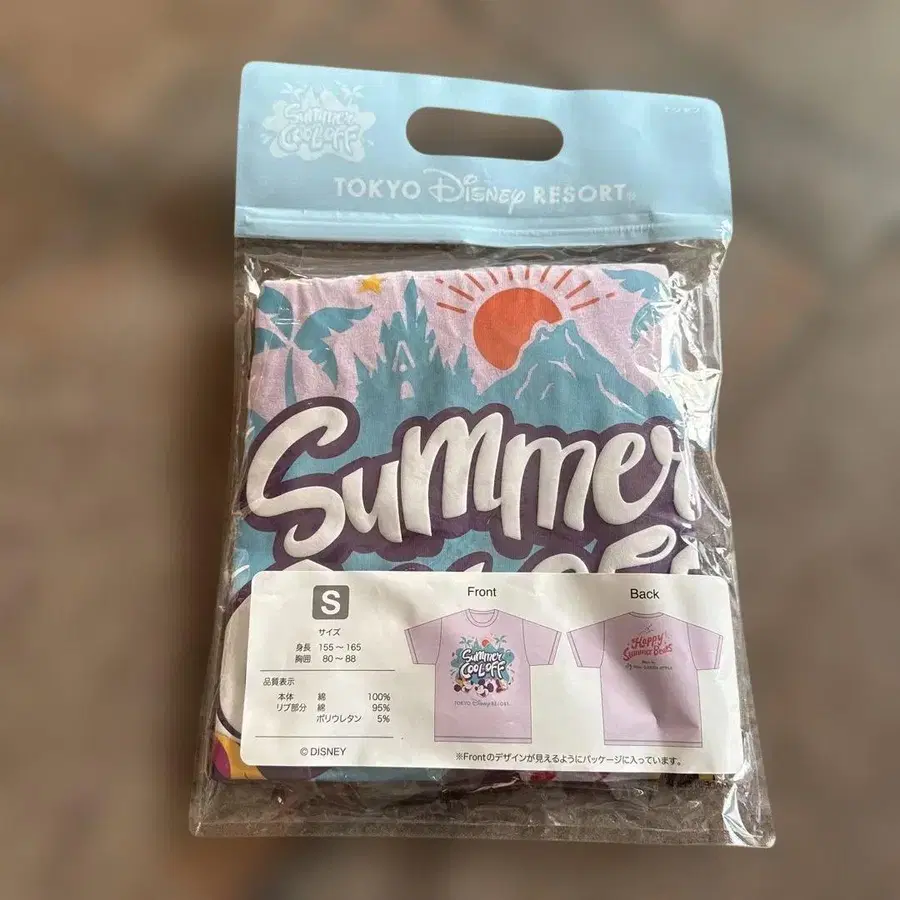 Summer
COOL-OFF
Tシャツ
TOKYO Disney RESORT®
Summer
S
サイズ
身長 155～165
胸囲 80～88
品質表示
本体 綿 100%
リブ部分 綿 95%
ポリウレタン 5%
© DISNEY
Front
Summer
COOL-OFF
TOKYO Disney RESORT
Back
Happy
Summer Beats
※Frontのデザインが見えるようにパッケージに入っています。